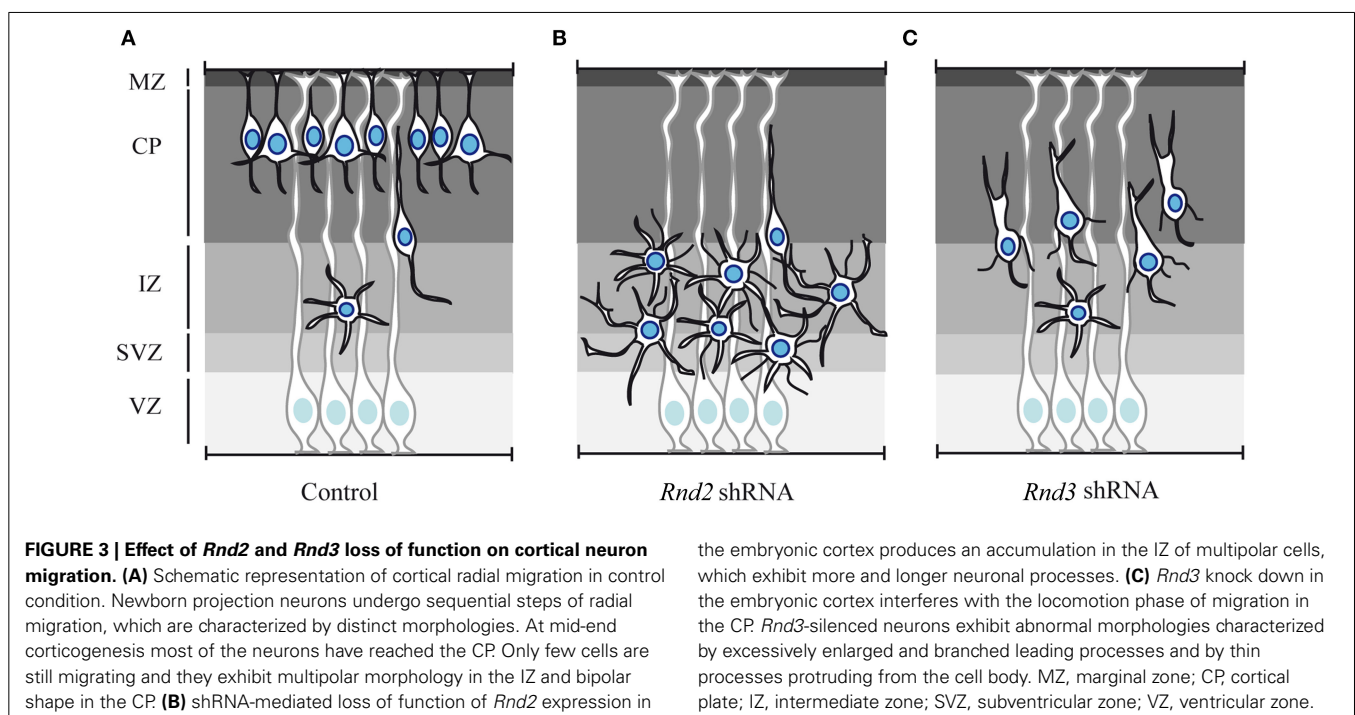 A
B
C
MZ
CP
IZ
SVZ
VZ
Control
Rnd2 shRNA
Rnd3 shRNA
FIGURE 3 | Effect of Rnd2 and Rnd3 loss of function on cortical neuron
migration. (A) Schematic representation of cortical radial migration in control
condition. Newborn projection neurons undergo sequential steps of radial
migration, which are characterized by distinct morphologies. At mid-end
corticogenesis most of the neurons have reached the CP. Only few cells are
still migrating and they exhibit multipolar morphology in the IZ and bipolar
shape in the CP. (B) shRNA-mediated loss of function of Rnd2 expression in
the embryonic cortex produces an accumulation in the IZ of multipolar cells,
which exhibit more and longer neuronal processes. (C) Rnd3 knock down in
the embryonic cortex interferes with the locomotion phase of migration in
the CP. Rnd3-silenced neurons exhibit abnormal morphologies characterized
by excessively enlarged and branched leading processes and by thin
processes protruding from the cell body. MZ, marginal zone; CP, cortical
plate; IZ, intermediate zone; SVZ, subventricular zone; VZ, ventricular zone.